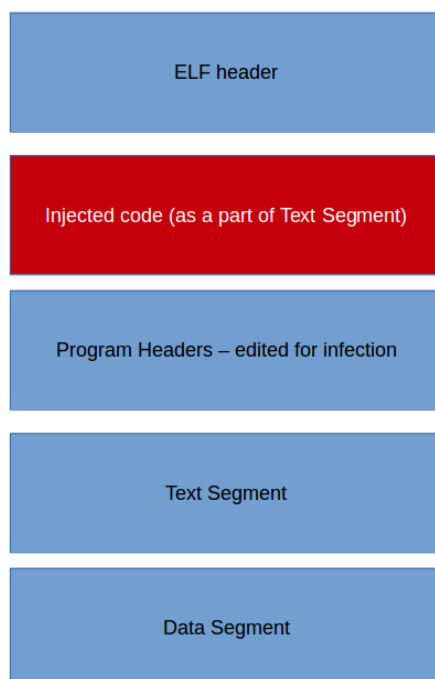 ELF header
Injected code (as a part of Text Segment)
Program Headers – edited for infection
Text Segment
Data Segment